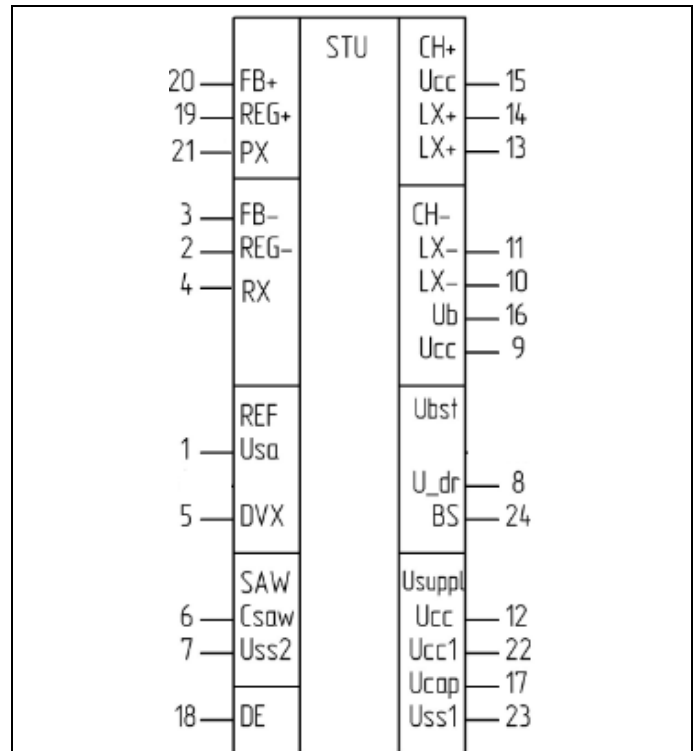 STU
20 FB+
19 REG+
21 PX
3 FB-
2 REG-
4 RX
REF
1 Usa
5 DVX
SAW
6 Csaw
7 Uss2
18 DE
CH+
Ucc 15
LX+ 14
LX+ 13
CH-
LX- 11
LX- 10
Ub 16
Ucc 9
Ubst
U_dr 8
BS 24
Usuppl
Ucc 12
Ucc1 22
Ucap 17
Uss1 23